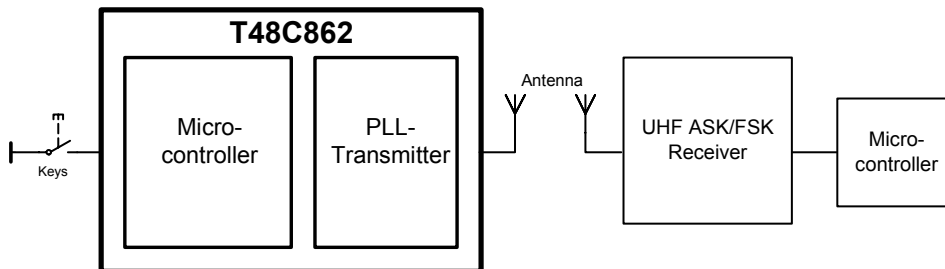 T48C862
Micro-
controller
PLL-
Transmitter
Keys
Antenna
UHF ASK/FSK
Receiver
Micro-
controller